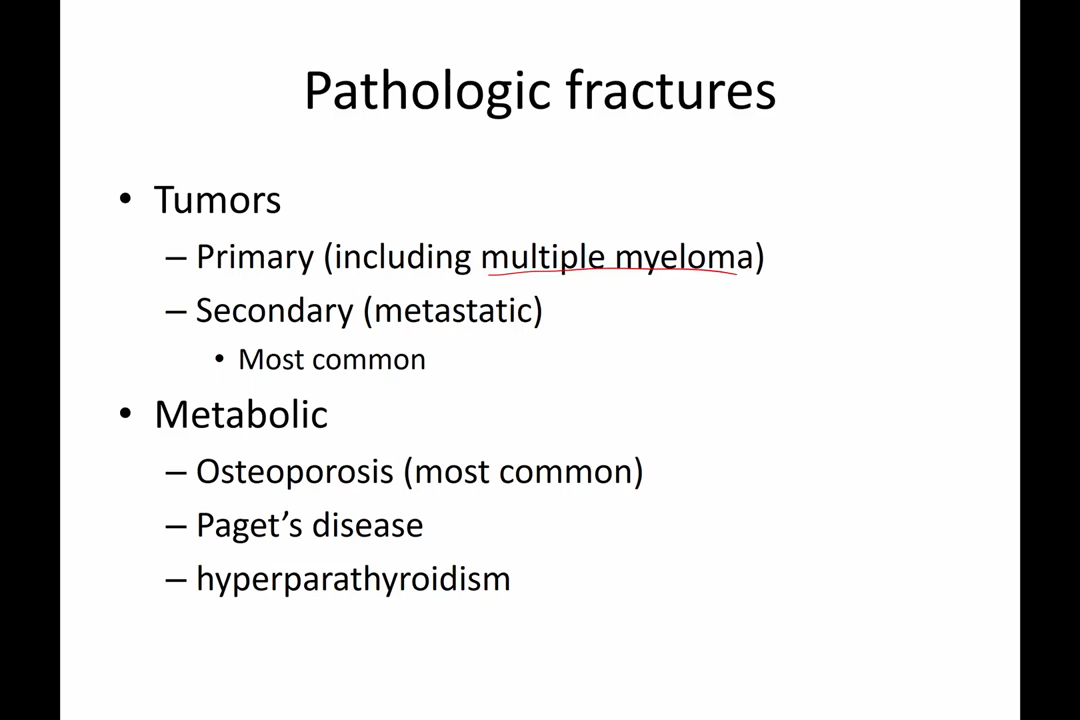 Pathologic fractures
• Tumors
– Primary (including multiple myeloma)
– Secondary (metastatic)
• Most common
• Metabolic
– Osteoporosis (most common)
– Paget’s disease
– hyperparathyroidism